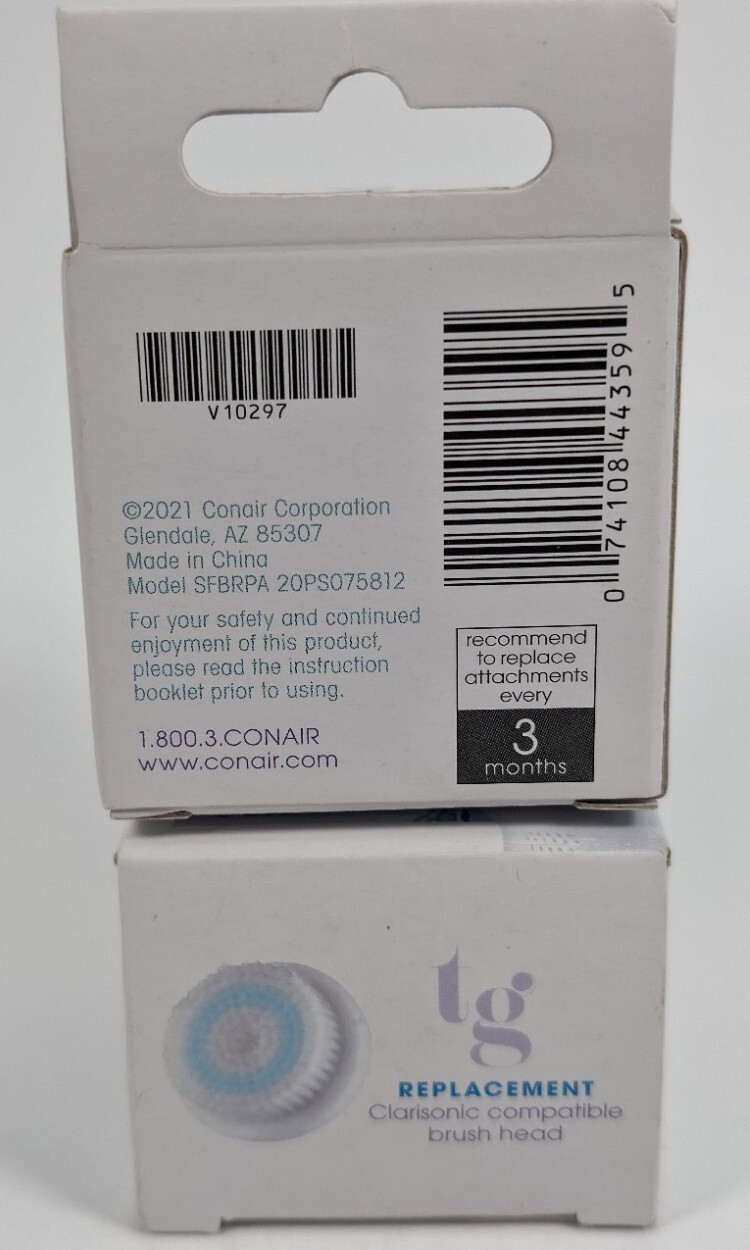 V10297
0 74108 44359 5
©2021 Conair Corporation
Glendale, AZ 85307
Made in China
Model SFBRPA 20PS075812
For your safety and continued
enjoyment of this product,
please read the instruction
booklet prior to using.
1.800.3.CONAIR
www.conair.com
recommend
to replace
attachments
every
3
months
tg
REPLACEMENT
Clarisonic compatible
brush head